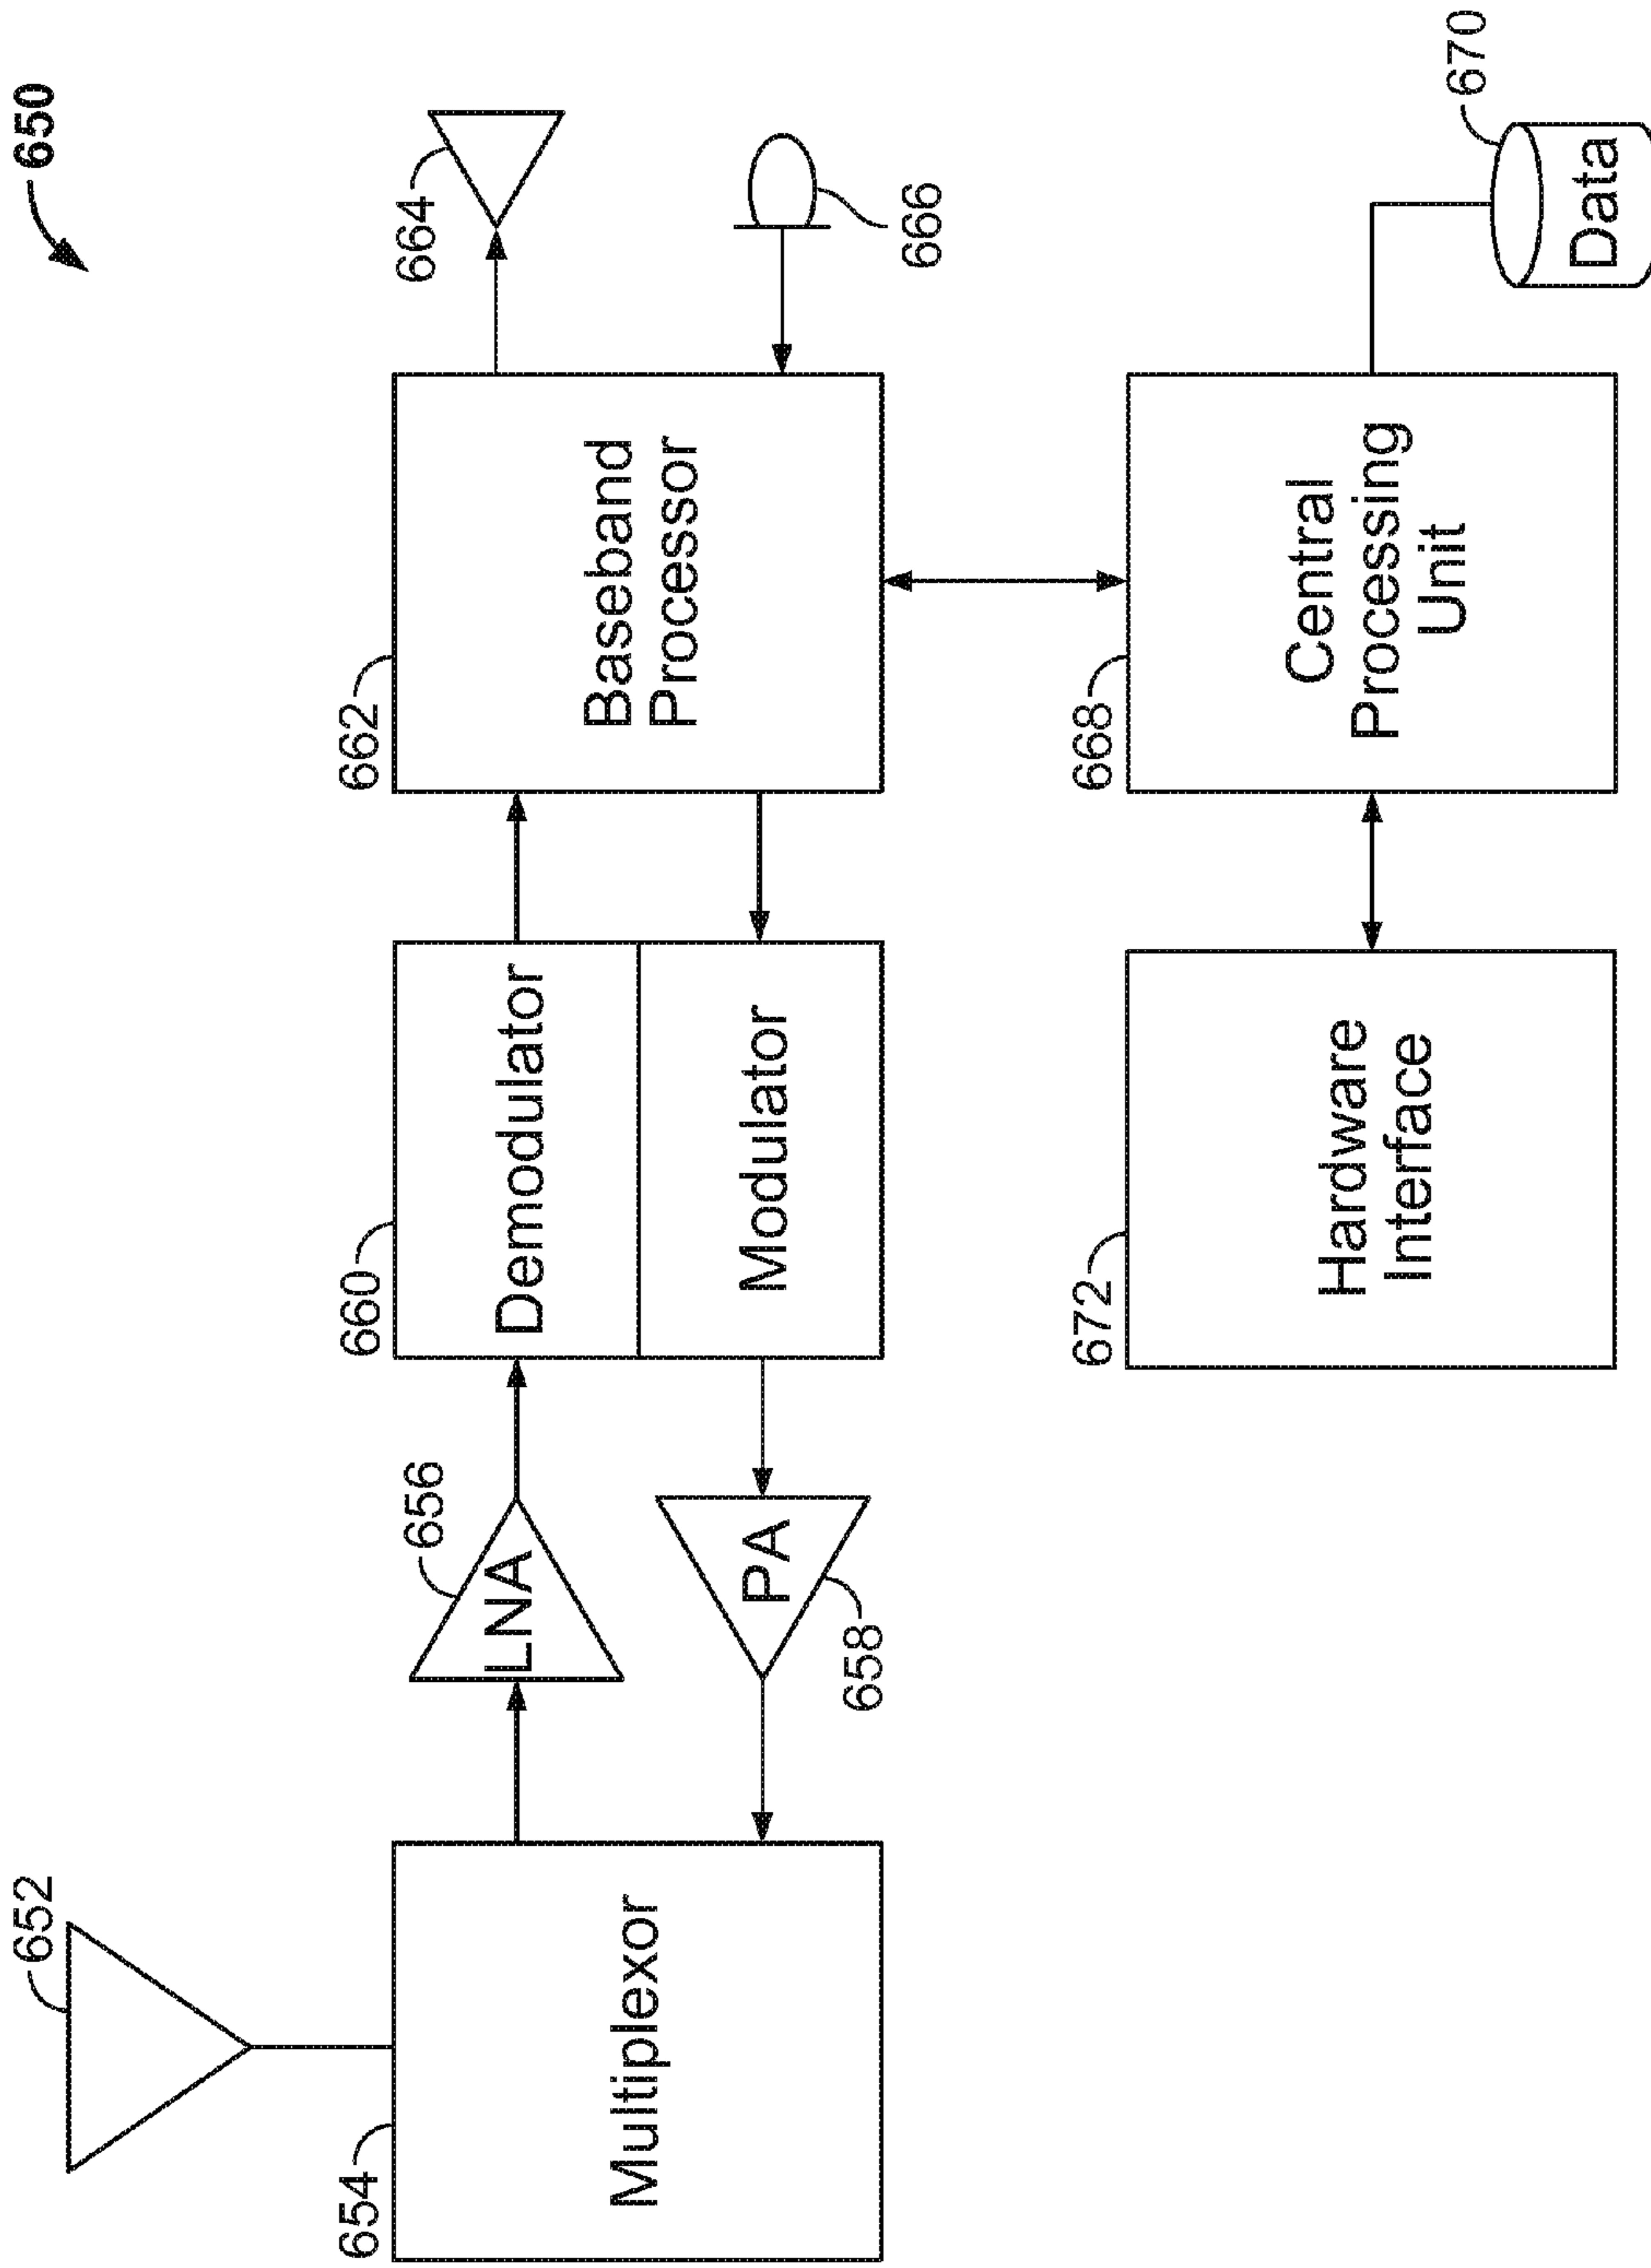 650
652
654
Multiplexor
656
LNA
658
PA
660
Demodulator
Modulator
662
Baseband
Processor
664
666
672
Hardware
Interface
668
Central
Processing
Unit
670
Data